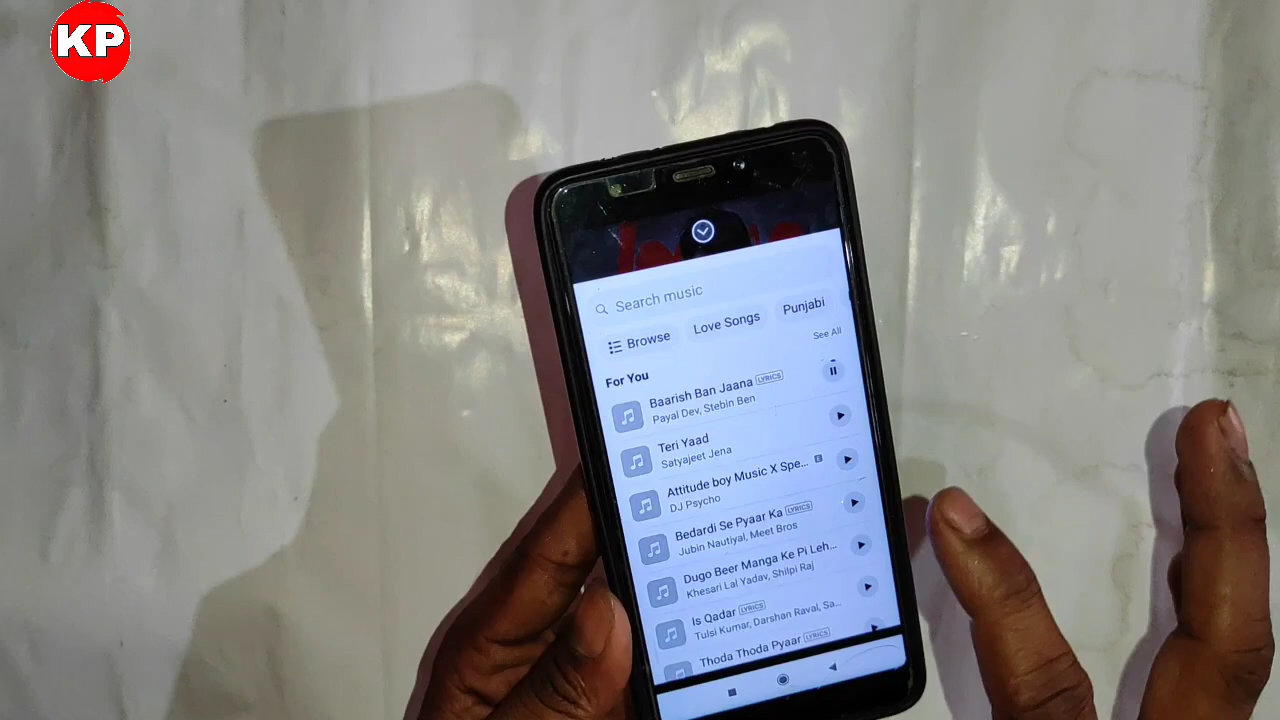 KP
Search music
Browse
Love Songs
Punjabi
For You
See All
Baarish Ban Jaana LYRICS
Payal Dev, Stebin Ben
Teri Yaad
Satyajeet Jena
Attitude boy Music X Spe... E
DJ Psycho
Bedardi Se Pyaar Ka LYRICS
Jubin Nautiyal, Meet Bros
Dugo Beer Manga Ke Pi Leh...
Khesari Lal Yadav, Shilpi Raj
Is Qadar LYRICS
Tulsi Kumar, Darshan Raval, Sa...
Thoda Thoda Pyaar LYRICS